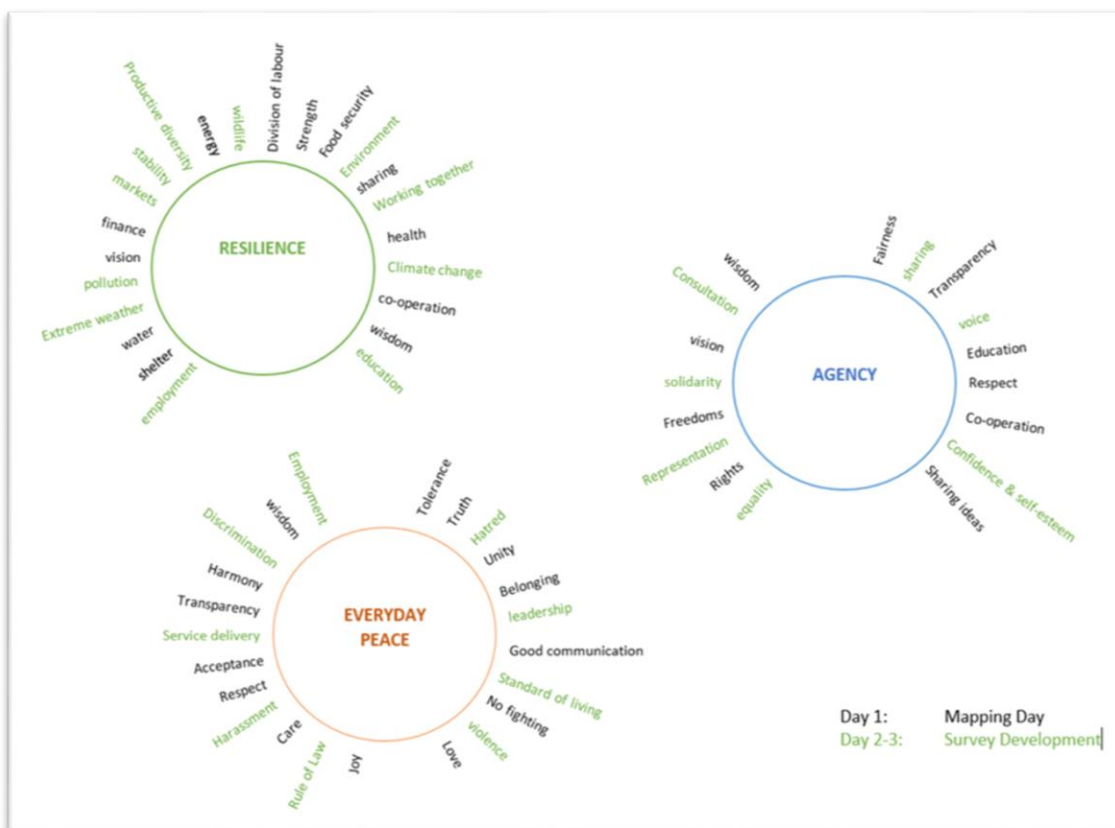 Division of labour
Strength
Food security
Environment
sharing
Working together
health
Climate change
co-operation
wisdom
education
employment
shelter
water
Extreme weather
pollution
vision
finance
markets
stability
Productive diversity
energy
wildlife
RESILIENCE
Fairness
sharing
Transparency
voice
Education
Respect
Co-operation
Confidence & self-esteem
Sharing ideas
equality
Rights
Representation
Freedoms
solidarity
vision
Consultation
wisdom
AGENCY
Tolerance
Truth
Hatred
Unity
Belonging
leadership
Good communication
Standard of living
No fighting
violence
Love
Joy
Rule of Law
Care
Harassment
Respect
Acceptance
Service delivery
Transparency
Harmony
Discrimination
wisdom
Employment
EVERYDAY
PEACE
Day 1: Mapping Day
Day 2-3: Survey Development